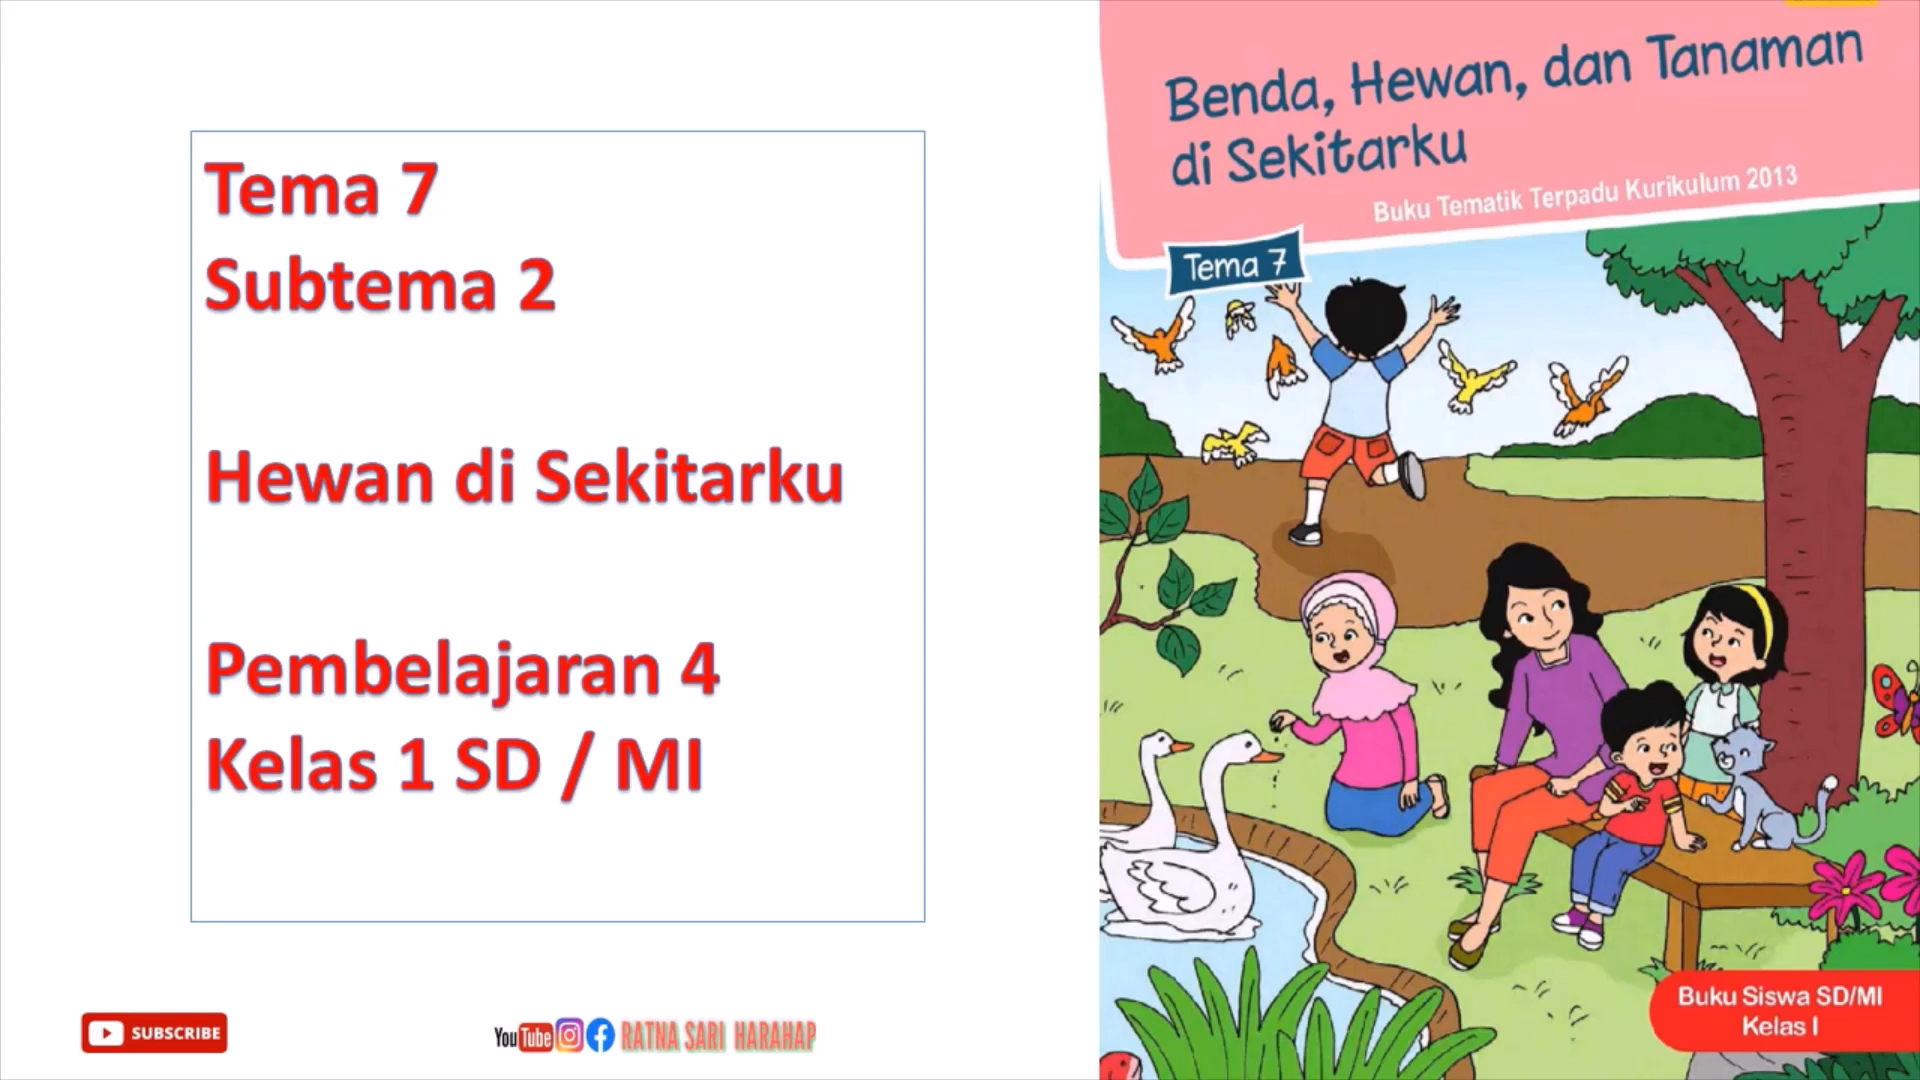 Tema 7
Subtema 2
Hewan di Sekitarku
Pembelajaran 4
Kelas 1 SD / MI
SUBSCRIBE
YouTube RATNA SARI HARAHAP
Benda, Hewan, dan Tanaman
di Sekitarku
Buku Tematik Terpadu Kurikulum 2013
Tema 7
Buku Siswa SD/MI
Kelas I